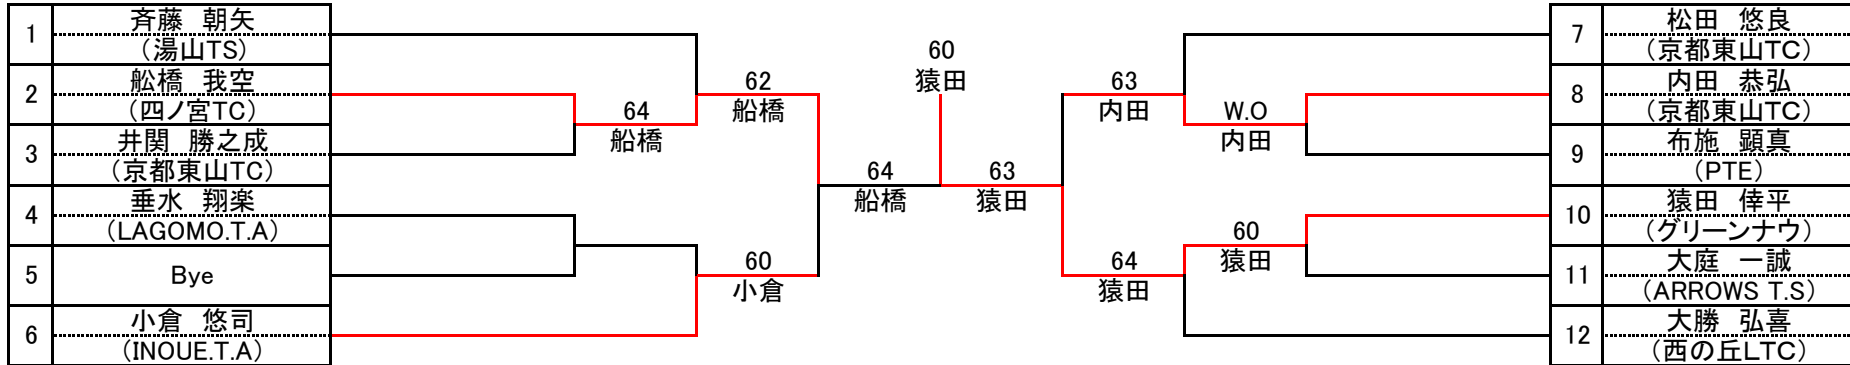 1
斉藤 朝矢
(湯山TS)
2
舩橋 我空
(四ノ宮TC)
3
井関 勝之成
(京都東山TC)
4
垂水 翔楽
(LAGOMO.T.A)
5
Bye
6
小倉 悠司
(INOUE.T.A)
64
船橋
62
船橋
60
小倉
64
船橋
60
猿田
63
猿田
63
内田
64
猿田
W.O
内田
60
猿田
7
松田 悠良
(京都東山TC)
8
内田 恭弘
(京都東山TC)
9
布施 顕真
(PTE)
10
猿田 倖平
(グリーンナウ)
11
大庭 一誠
(ARROWS T.S)
12
大勝 弘喜
(西の丘LTC)